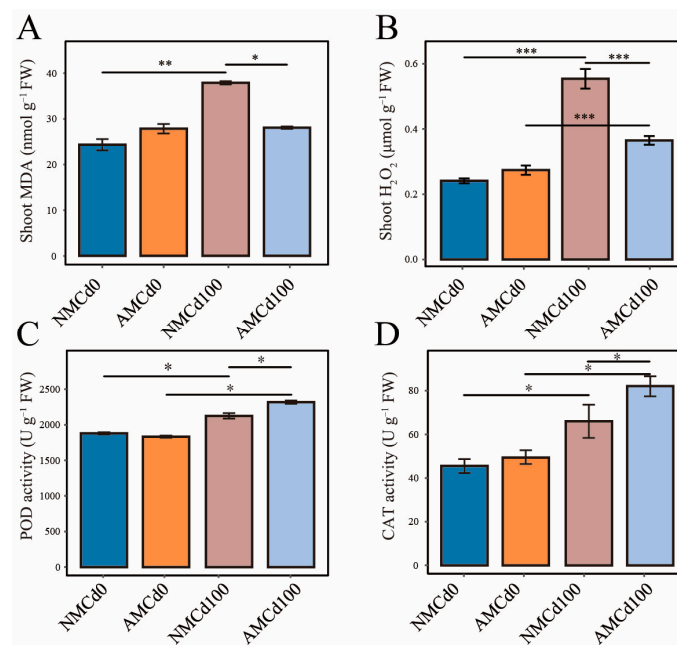 A
Shoot MDA (nmol g⁻¹ FW)
40
30
20
10
0
** *
NMCd0 AMCd0 NMCd100 AMCd100
B
Shoot H₂O₂ (μmol g⁻¹ FW)
0.6
0.4
0.2
0.0
*** ***
***
NMCd0 AMCd0 NMCd100 AMCd100
C
POD activity (U g⁻¹ FW)
2500
2000
1500
1000
500
0
* *
*
NMCd0 AMCd0 NMCd100 AMCd100
D
CAT activity (U g⁻¹ FW)
80
60
40
20
0
*
*
*
NMCd0 AMCd0 NMCd100 AMCd100